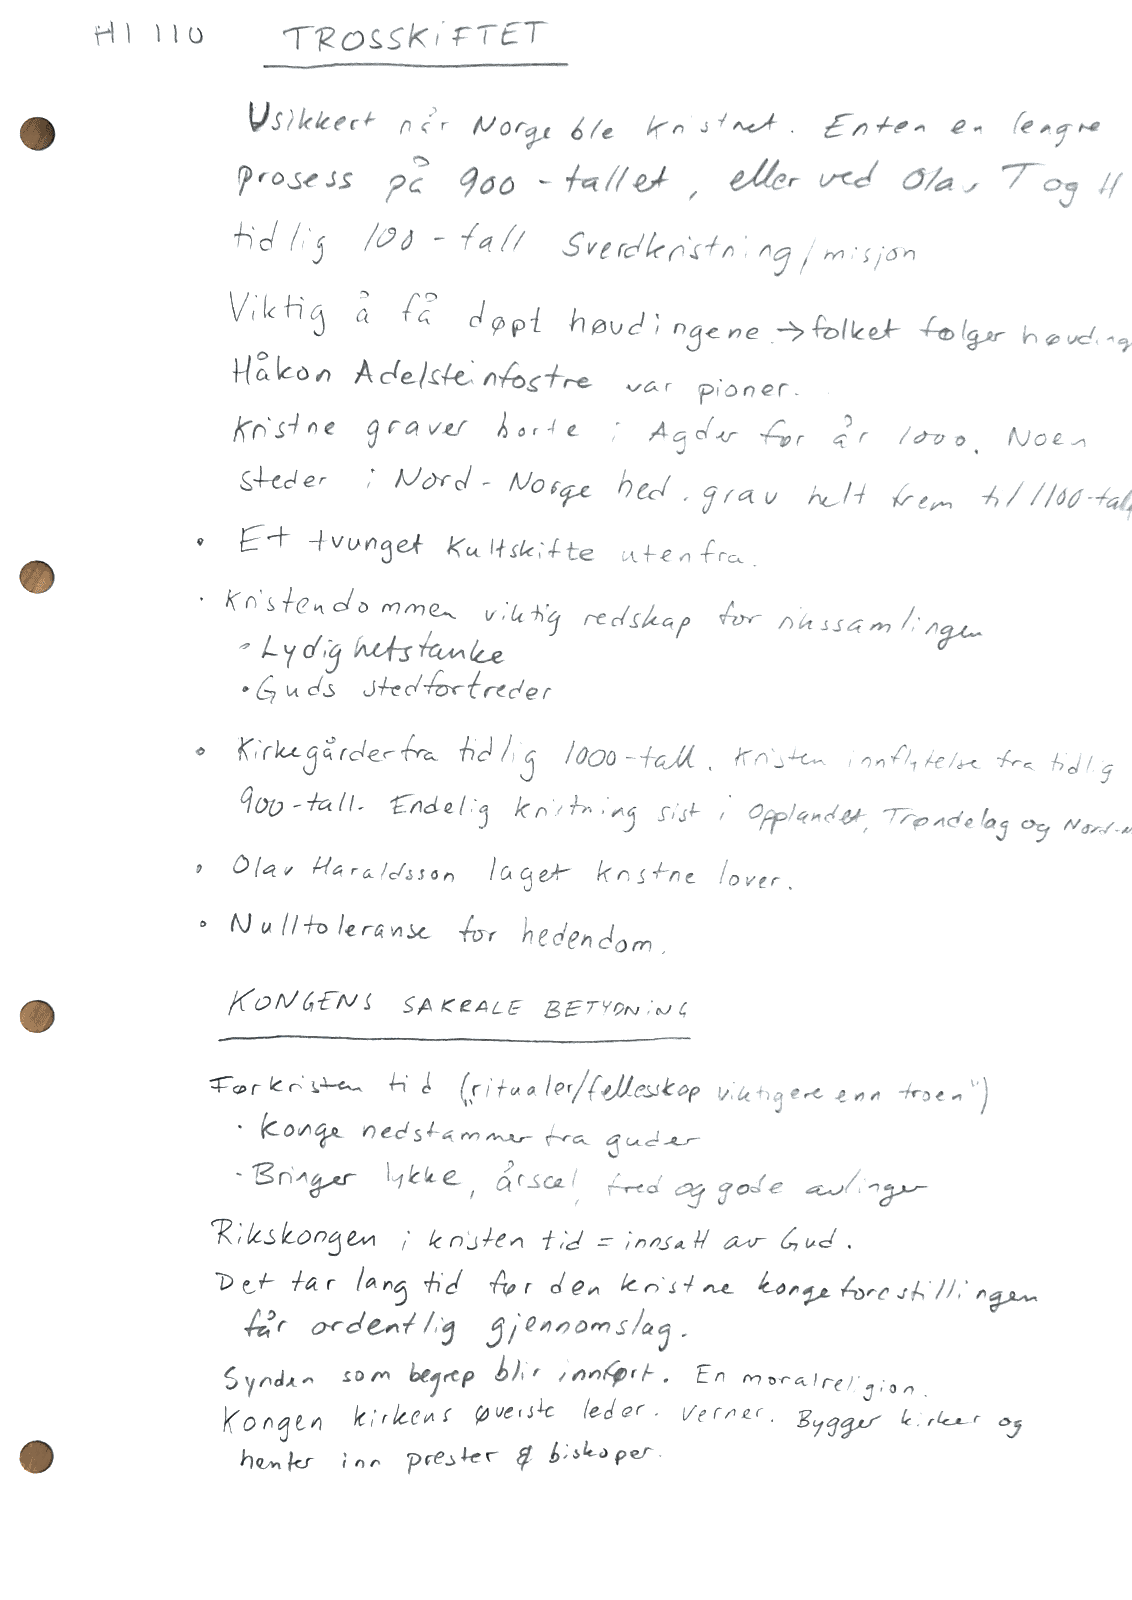 HI 110 TROSSKIFTET
Usikkert når Norge ble kristnet. Enten en lengre
prosess på 900-tallet, eller ved Olav T og H
tidlig 100-tall Sverdkristning/misjon
Viktig å få døpt høvdingene → folket følger høvding
Håkon Adelsteinfostre var pioner.
Kristne graver borte i Agder før år 1000. Noen
steder i Nord-Norge hed. grav helt frem til 1100-tall
• Et tvunget kultskifte utenfra.
• Kristendommen viktig redskap for rikssamlingen
• Lydighetstanke
• Guds stedfortreder
• Kirkegårder fra tidlig 1000-tall. Kristen innflytelse fra tidlig
900-tall. Endelig kristning sist i Opplandet, Trøndelag og Nord-N
• Olav Haraldsson laget kristne lover.
• Nulltoleranse for hedendom.
KONGENS SAKRALE BETYDNING
Førkristen tid („ritualer/fellesskap viktigere enn troen")
• Konge nedstammer fra guder
- Bringer lykke, årsæl, fred og gode avlinger
Rikskongen i kristen tid = innsatt av Gud.
Det tar lang tid før den kristne kongeforestillingen
får ordentlig gjennomslag.
Synden som begrep blir innført. En moralreligion.
Kongen kirkens øverste leder. Verner. Bygger kirker og
henter inn prester & biskoper.